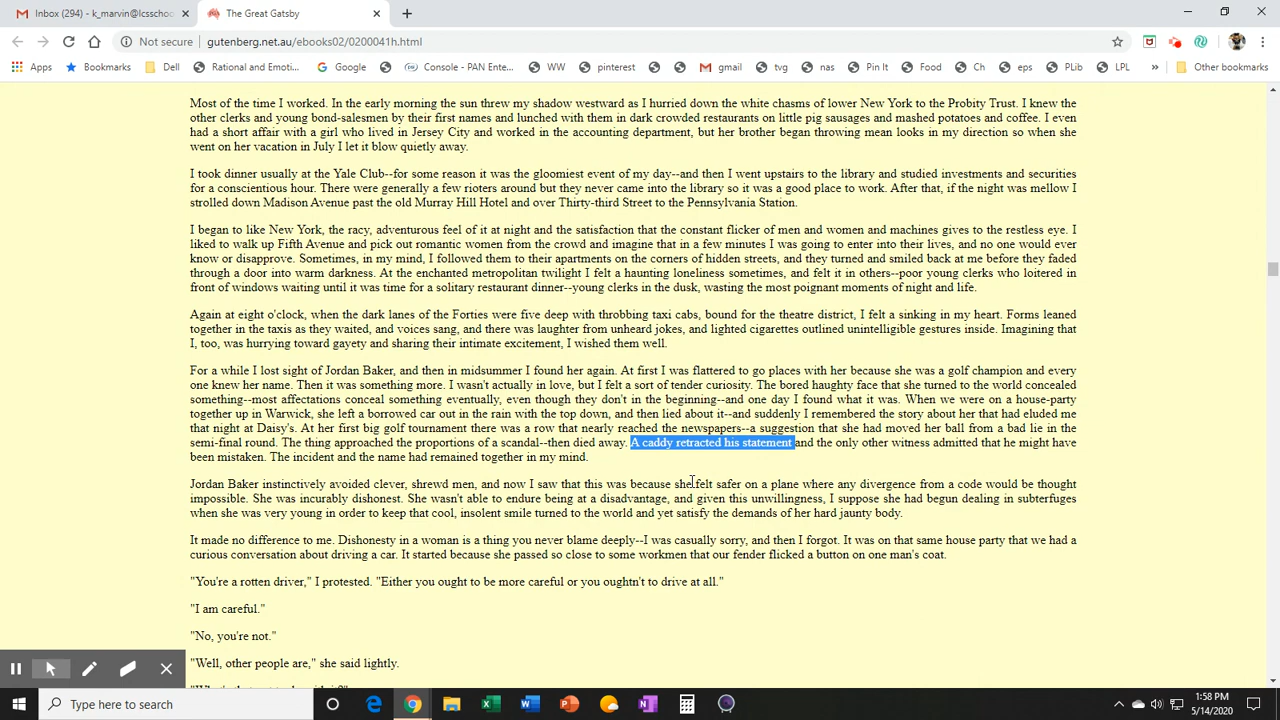 Inbox (294) - k_marvin@lcsschoo
The Great Gatsby
Not secure
gutenberg.net.au/ebooks02/0200041h.html
Apps
Bookmarks
Dell
Rational and Emoti...
Google
Console - PAN Ente...
WW
pinterest
gmail
tvg
nas
Pin It
Food
Ch
eps
PLib
LPL
»
Other bookmarks
Most of the time I worked. In the early morning the sun threw my shadow westward as I hurried down the white chasms of lower New York to the Probity Trust. I knew the
other clerks and young bond-salesmen by their first names and lunched with them in dark crowded restaurants on little pig sausages and mashed potatoes and coffee. I even
had a short affair with a girl who lived in Jersey City and worked in the accounting department, but her brother began throwing mean looks in my direction so when she
went on her vacation in July I let it blow quietly away.
I took dinner usually at the Yale Club--for some reason it was the gloomiest event of my day--and then I went upstairs to the library and studied investments and securities
for a conscientious hour. There were generally a few rioters around but they never came into the library so it was a good place to work. After that, if the night was mellow I
strolled down Madison Avenue past the old Murray Hill Hotel and over Thirty-third Street to the Pennsylvania Station.
I began to like New York, the racy, adventurous feel of it at night and the satisfaction that the constant flicker of men and women and machines gives to the restless eye. I
liked to walk up Fifth Avenue and pick out romantic women from the crowd and imagine that in a few minutes I was going to enter into their lives, and no one would ever
know or disapprove. Sometimes, in my mind, I followed them to their apartments on the corners of hidden streets, and they turned and smiled back at me before they faded
through a door into warm darkness. At the enchanted metropolitan twilight I felt a haunting loneliness sometimes, and felt it in others--poor young clerks who loitered in
front of windows waiting until it was time for a solitary restaurant dinner--young clerks in the dusk, wasting the most poignant moments of night and life.
Again at eight o'clock, when the dark lanes of the Forties were five deep with throbbing taxi cabs, bound for the theatre district, I felt a sinking in my heart. Forms leaned
together in the taxis as they waited, and voices sang, and there was laughter from unheard jokes, and lighted cigarettes outlined unintelligible gestures inside. Imagining that
I, too, was hurrying toward gayety and sharing their intimate excitement, I wished them well.
For a while I lost sight of Jordan Baker, and then in midsummer I found her again. At first I was flattered to go places with her because she was a golf champion and every
one knew her name. Then it was something more. I wasn't actually in love, but I felt a sort of tender curiosity. The bored haughty face that she turned to the world concealed
something--most affectations conceal something eventually, even though they don't in the beginning--and one day I found what it was. When we were on a house-party
together up in Warwick, she left a borrowed car out in the rain with the top down, and then lied about it--and suddenly I remembered the story about her that had eluded me
that night at Daisy's. At her first big golf tournament there was a row that nearly reached the newspapers--a suggestion that she had moved her ball from a bad lie in the
semi-final round. The thing approached the proportions of a scandal--then died away. A caddy retracted his statement and the only other witness admitted that he might have
been mistaken. The incident and the name had remained together in my mind.
Jordan Baker instinctively avoided clever, shrewd men, and now I saw that this was because she felt safer on a plane where any divergence from a code would be thought
impossible. She was incurably dishonest. She wasn't able to endure being at a disadvantage, and given this unwillingness, I suppose she had begun dealing in subterfuges
when she was very young in order to keep that cool, insolent smile turned to the world and yet satisfy the demands of her hard jaunty body.
It made no difference to me. Dishonesty in a woman is a thing you never blame deeply--I was casually sorry, and then I forgot. It was on that same house party that we had a
curious conversation about driving a car. It started because she passed so close to some workmen that our fender flicked a button on one man's coat.
"You're a rotten driver," I protested. "Either you ought to be more careful or you oughtn't to drive at all."
"I am careful."
"No, you're not."
"Well, other people are," she said lightly.
Type here to search
1:58 PM
5/14/2020